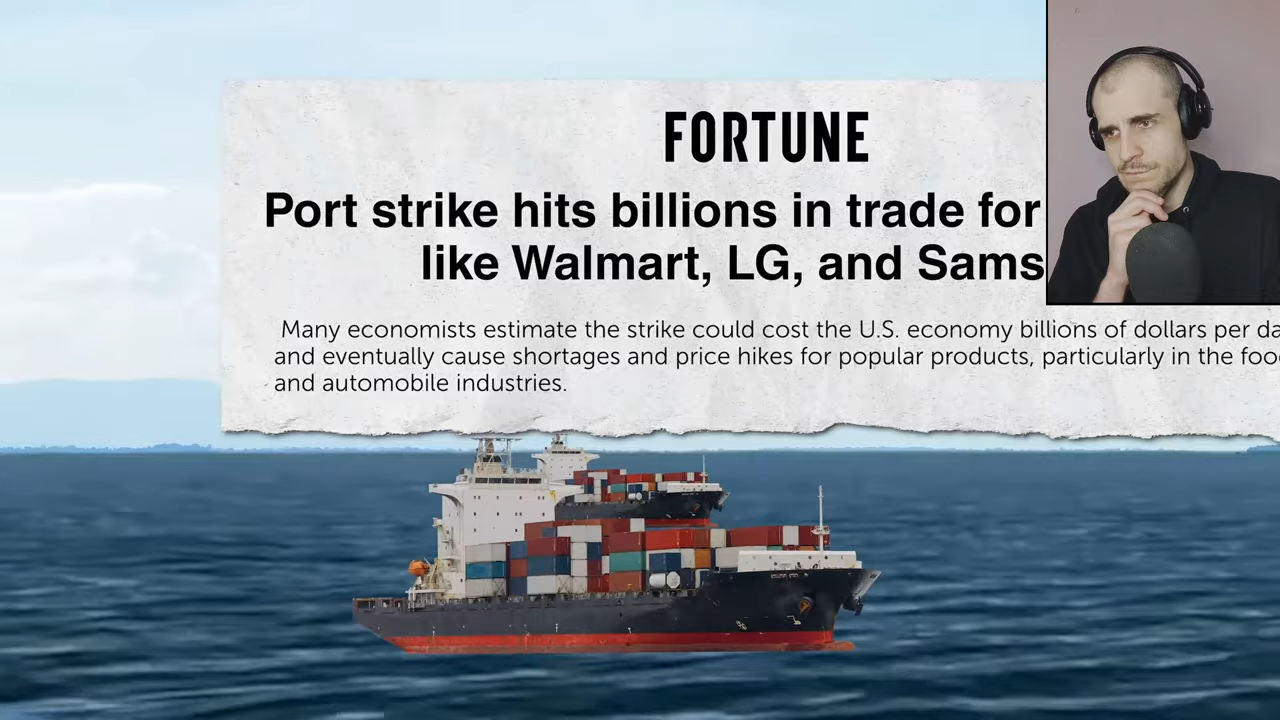 FORTUNE
Port strike hits billions in trade for
like Walmart, LG, and Sams
Many economists estimate the strike could cost the U.S. economy billions of dollars per da
and eventually cause shortages and price hikes for popular products, particularly in the foo
and automobile industries.